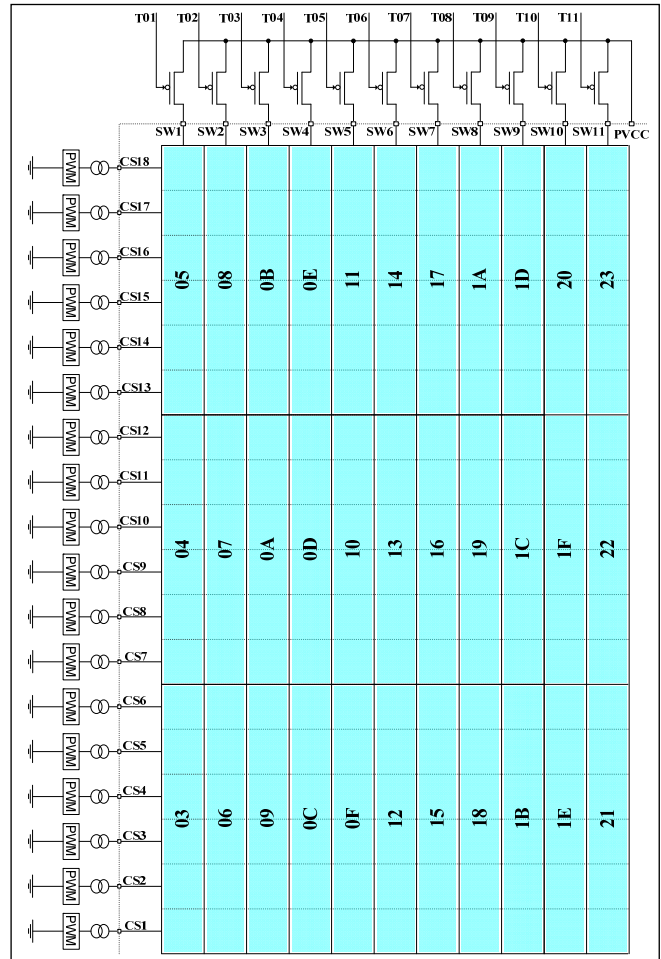 T01 T02 T03 T04 T05 T06 T07 T08 T09 T10 T11
SW1 SW2 SW3 SW4 SW5 SW6 SW7 SW8 SW9 SW10 SW11 PVCC
PWM CS18
PWM CS17
PWM CS16
05 08 0B 0E 11 14 17 1A 1D 20 23
PWM CS15
PWM CS14
PWM CS13
PWM CS12
PWM CS11
PWM CS10
04 07 0A 0D 10 13 16 19 1C 1F 22
PWM CS9
PWM CS8
PWM CS7
PWM CS6
PWM CS5
PWM CS4
03 06 09 0C 0F 12 15 18 1B 1E 21
PWM CS3
PWM CS2
PWM CS1